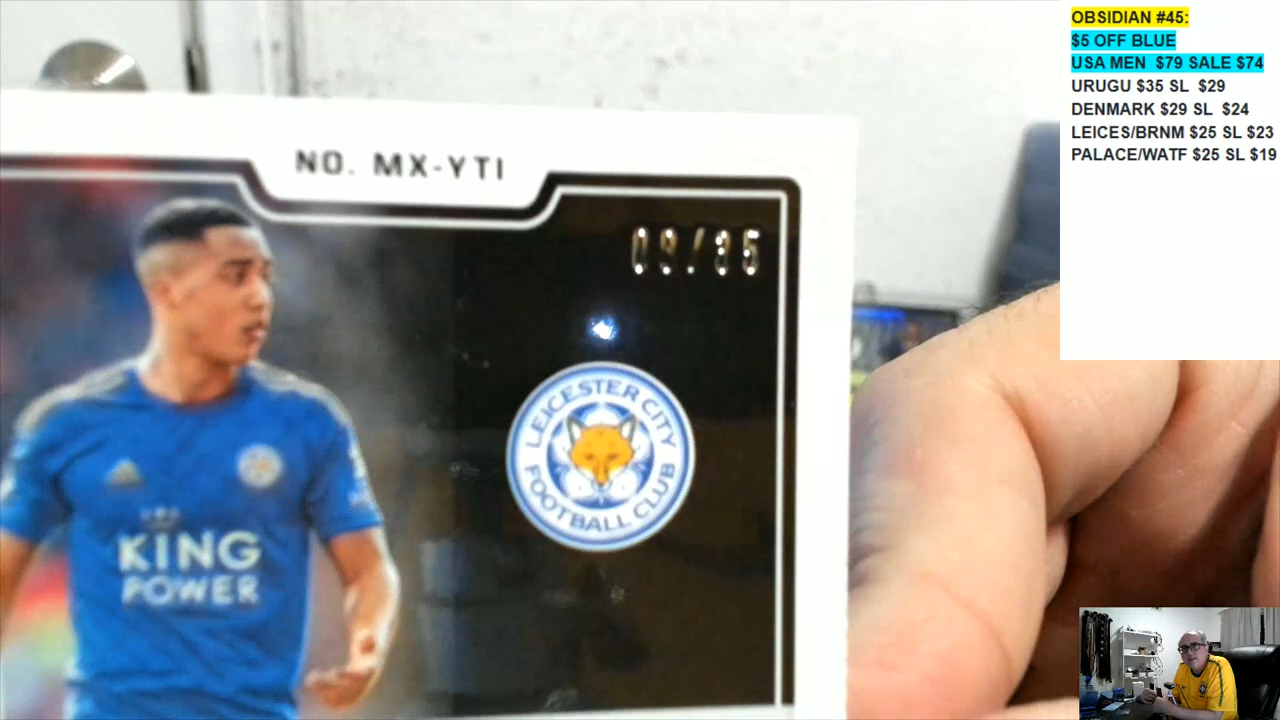 OBSIDIAN #45:
$5 OFF BLUE
USA MEN $79 SALE $74
URUGU $35 SL $29
DENMARK $29 SL $24
LEICES/BRNM $25 SL $23
PALACE/WATF $25 SL $19
NO. MX-YTI
09/35
LEICESTER CITY
FOOTBALL CLUB
KING
POWER